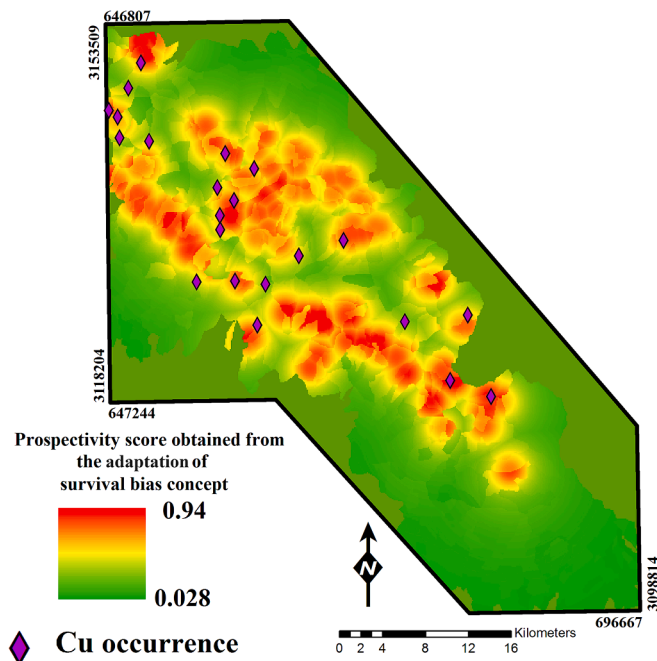 646807
3153509
3118204
647244
Prospectivity score obtained from
the adaptation of
survival bias concept
0.94
0.028
N
3098814
696667
Cu occurrence
Kilometers
0 2 4 8 12 16